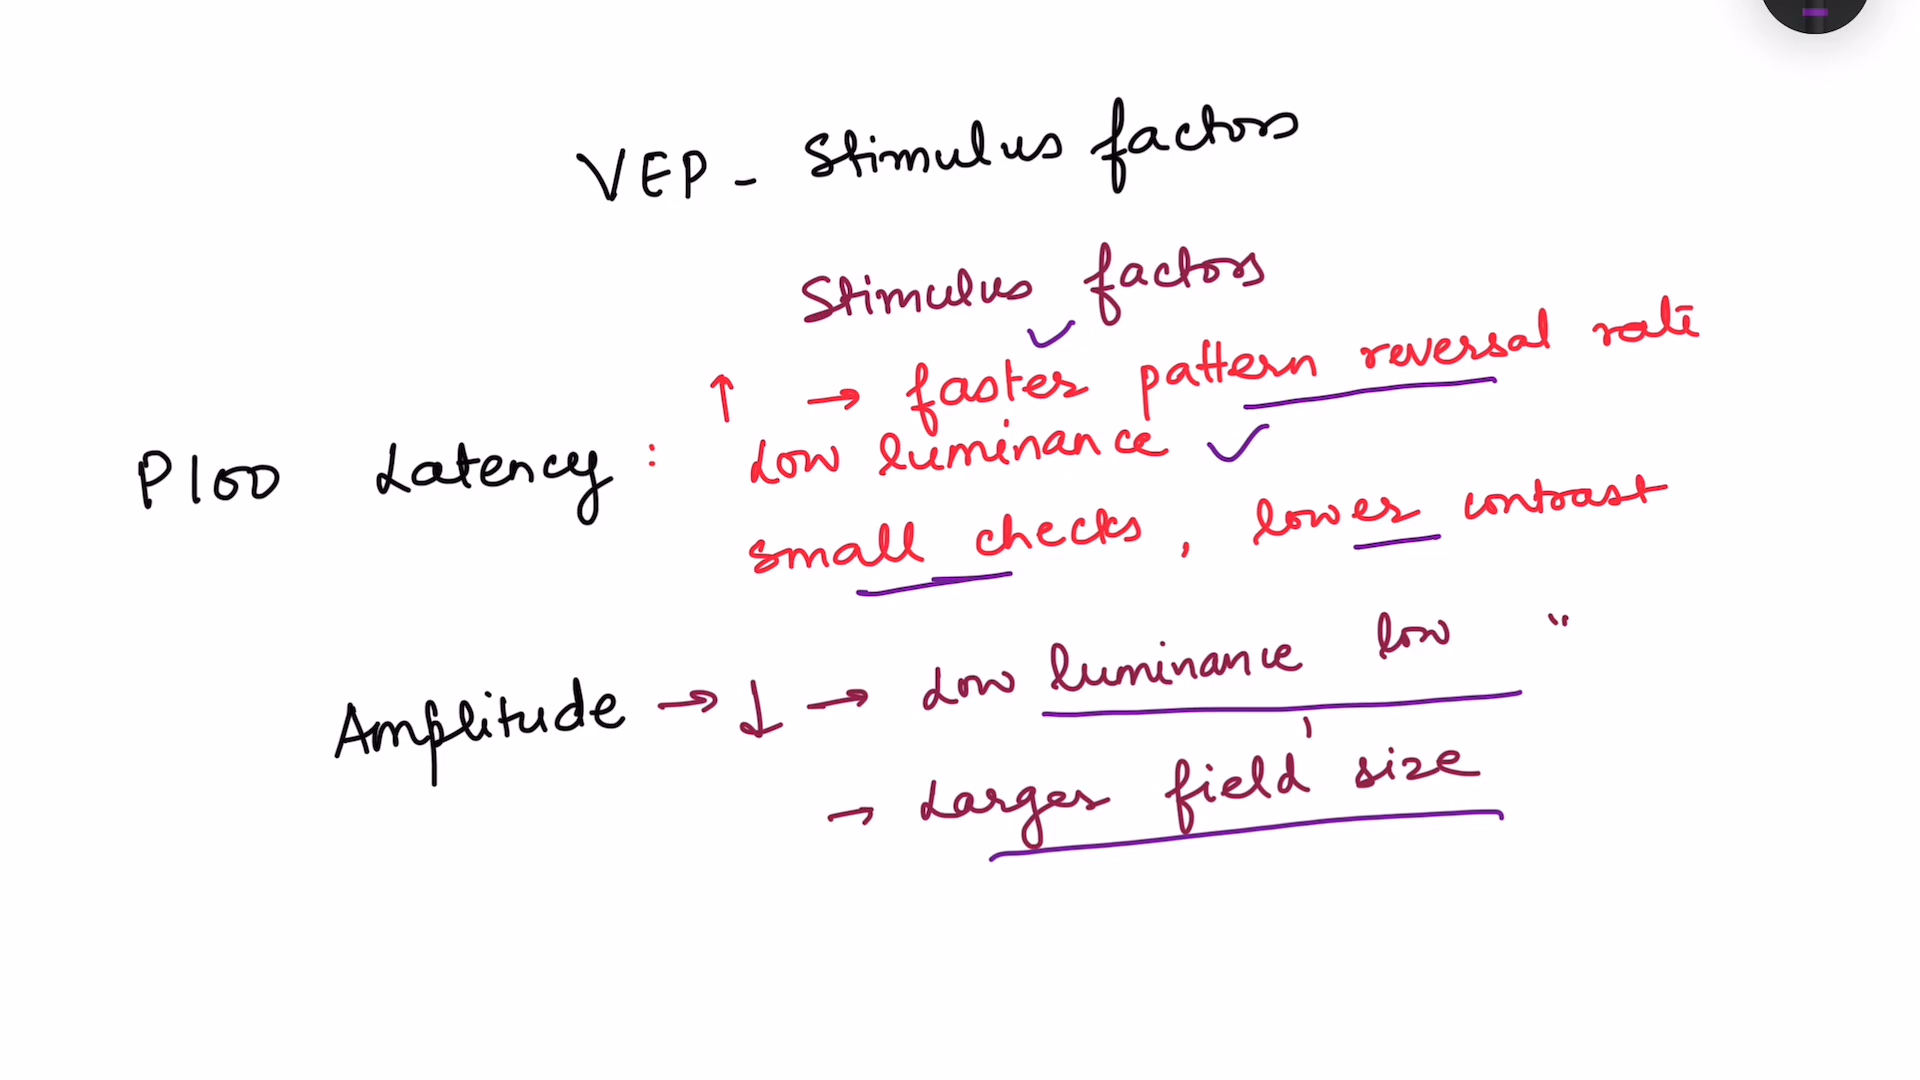 VEP - Stimulus factors
Stimulus factors
↑ → faster pattern reversal rate
P100 Latency : Low luminance ✓
small checks, lower contrast
Amplitude → ↓ → Low luminance low "
→ Larger field size